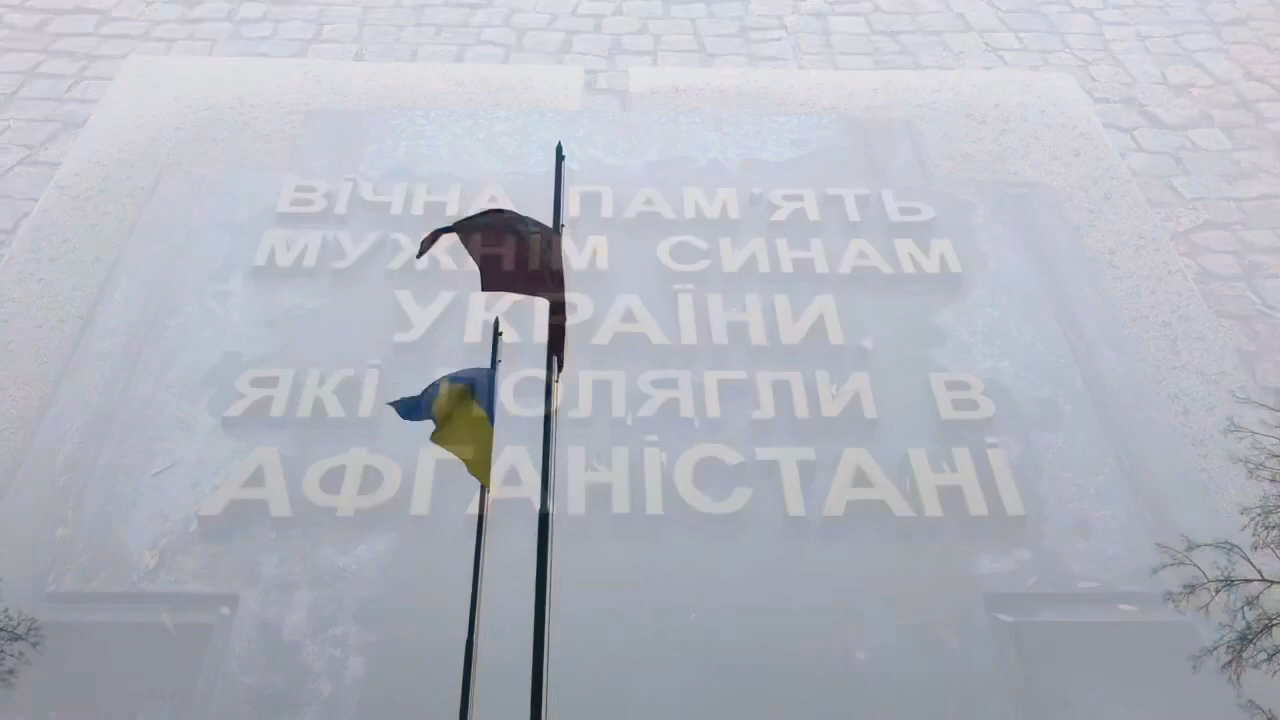 ВІЧНА ПАМ'ЯТЬ
МУЖНІМ СИНАМ
УКРАЇНИ
ЯКІ ПОЛЯГЛИ В
АФГАНІСТАНІ